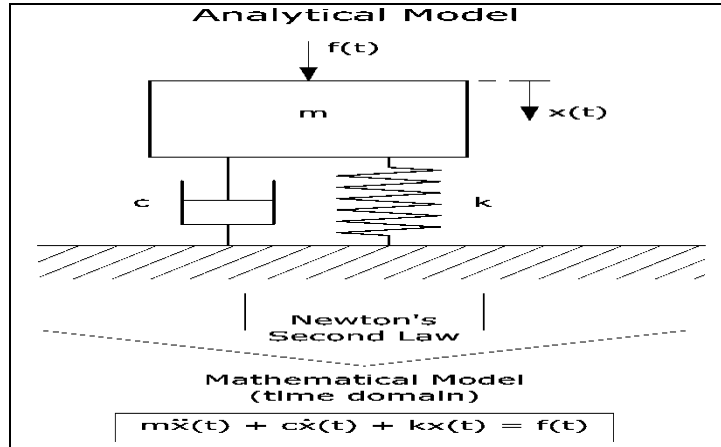 Analytical Model
f(t)
m
x(t)
c
k
Newton's
Second Law
Mathematical Model
(time domain)
mẍ(t) + cẋ(t) + kx(t) = f(t)